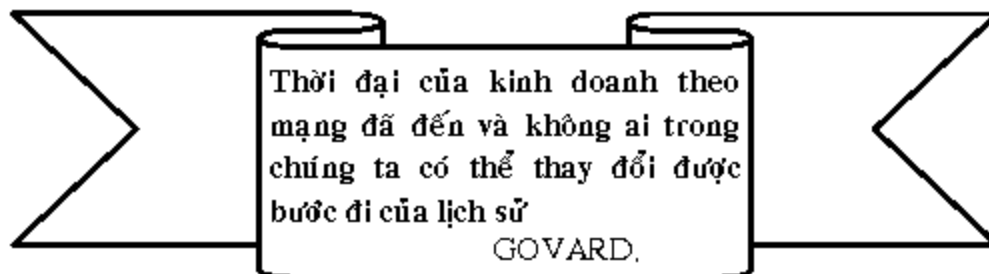 Thời đại của kinh doanh theo
mạng đã đến và không ai trong
chúng ta có thể thay đổi được
bước đi của lịch sử
GOVARD.